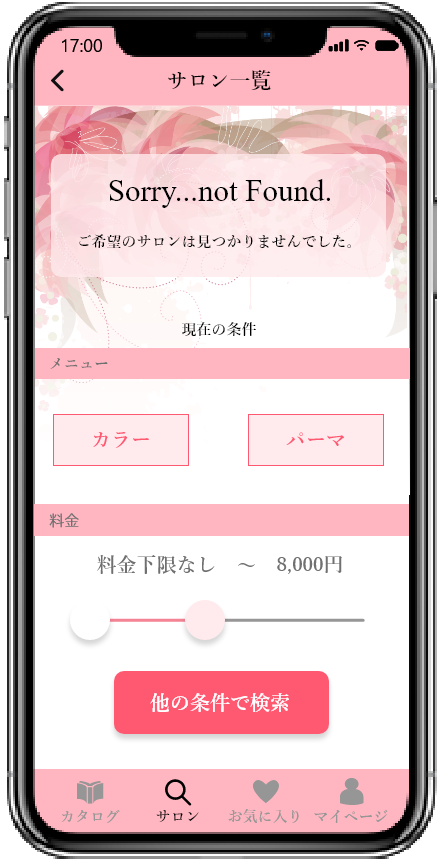 17:00
サロン一覧
Sorry...not Found.
ご希望のサロンは見つかりませんでした。
現在の条件
メニュー
カラー パーマ
料金
料金下限なし 〜 8,000円
他の条件で検索
カタログ サロン お気に入り マイページ